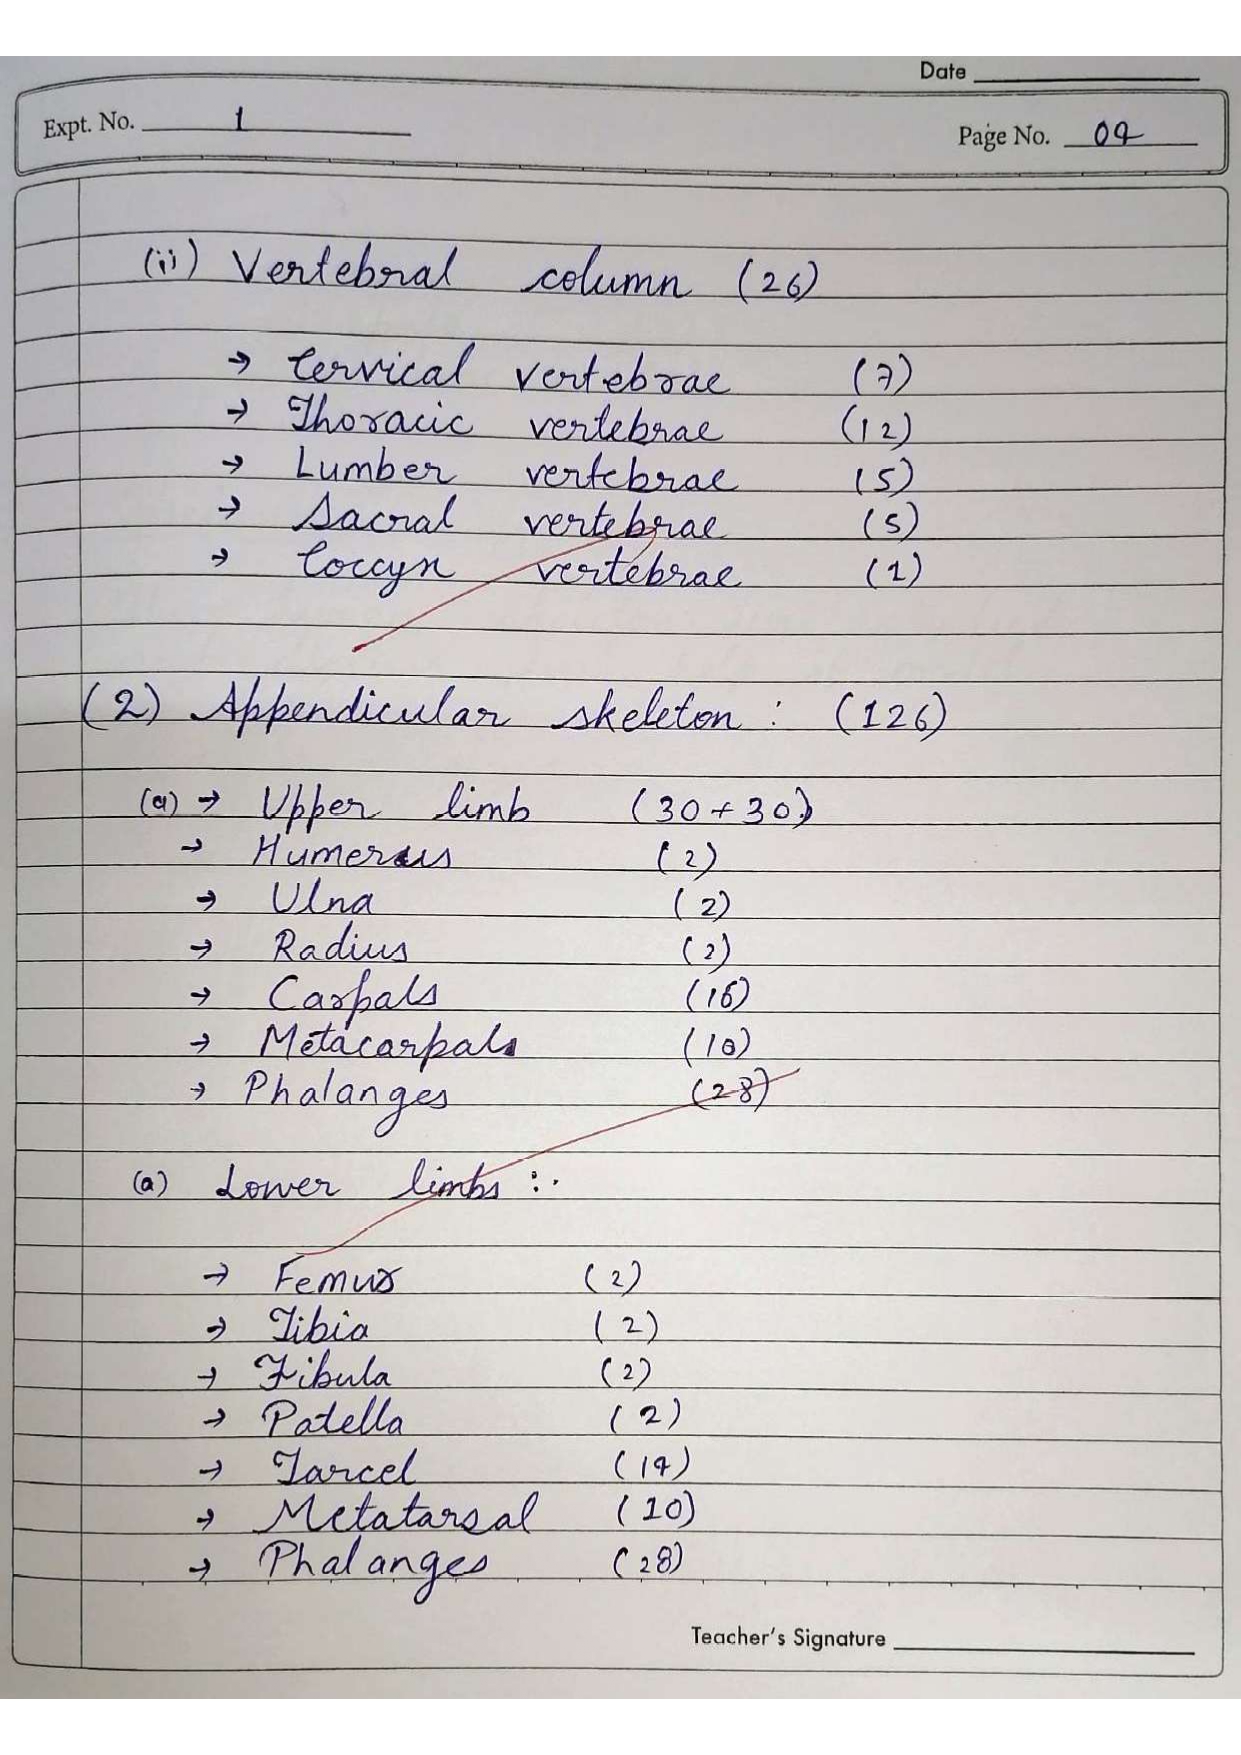 Date
Expt. No. 1
Page No. 04
(ii) Vertebral column (26)
→ Cervical vertebrae (7)
→ Thoracic vertebrae (12)
→ Lumber vertebrae (5)
→ Sacral vertebrae (5)
→ Coccyx vertebrae (1)
(2) Appendicular skeleton : (126)
(a) → Upper limb (30+30)
→ Humerus (2)
→ Ulna (2)
→ Radius (2)
→ Carpals (16)
→ Metacarpals (10)
→ Phalanges (28)
(a) Lower limbs :.
→ Femur (2)
→ Tibia (2)
→ Fibula (2)
→ Patella (2)
→ Tarcel (14)
→ Metatarsal (10)
→ Phalanges (28)
Teacher's Signature